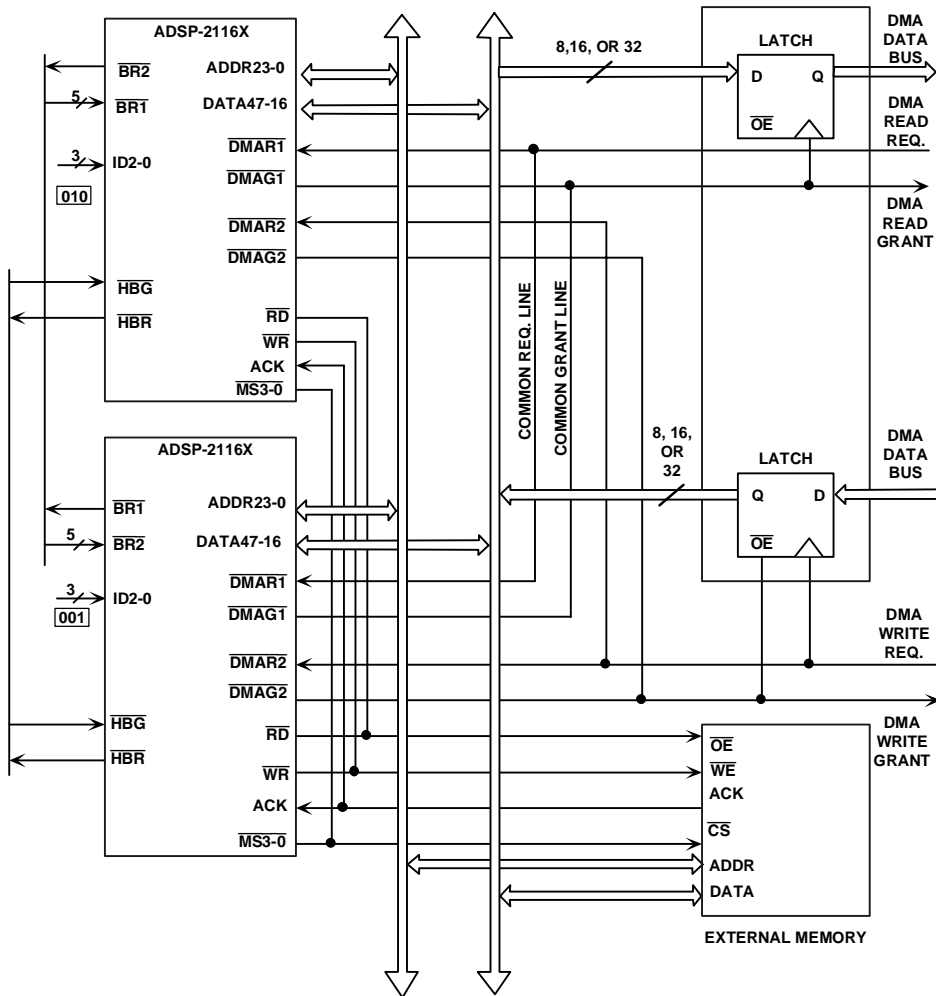 ADSP-2116X
BR2
BR1
5
3
ID2-0
010
HBG
HBR
ADDR23-0
DATA47-16
DMAR1
DMAG1
DMAR2
DMAG2
RD
WR
ACK
MS3-0
ADSP-2116X
BR1
5
BR2
3
ID2-0
001
HBG
HBR
ADDR23-0
DATA47-16
DMAR1
DMAG1
DMAR2
DMAG2
RD
WR
ACK
MS3-0
COMMON REQ. LINE
COMMON GRANT LINE
8,16, OR 32
LATCH
D Q
OE
DMA
DATA
BUS
DMA
READ
REQ.
DMA
READ
GRANT
8, 16,
OR
32
LATCH
Q D
OE
DMA
DATA
BUS
DMA
WRITE
REQ.
DMA
WRITE
GRANT
OE
WE
ACK
CS
ADDR
DATA
EXTERNAL MEMORY